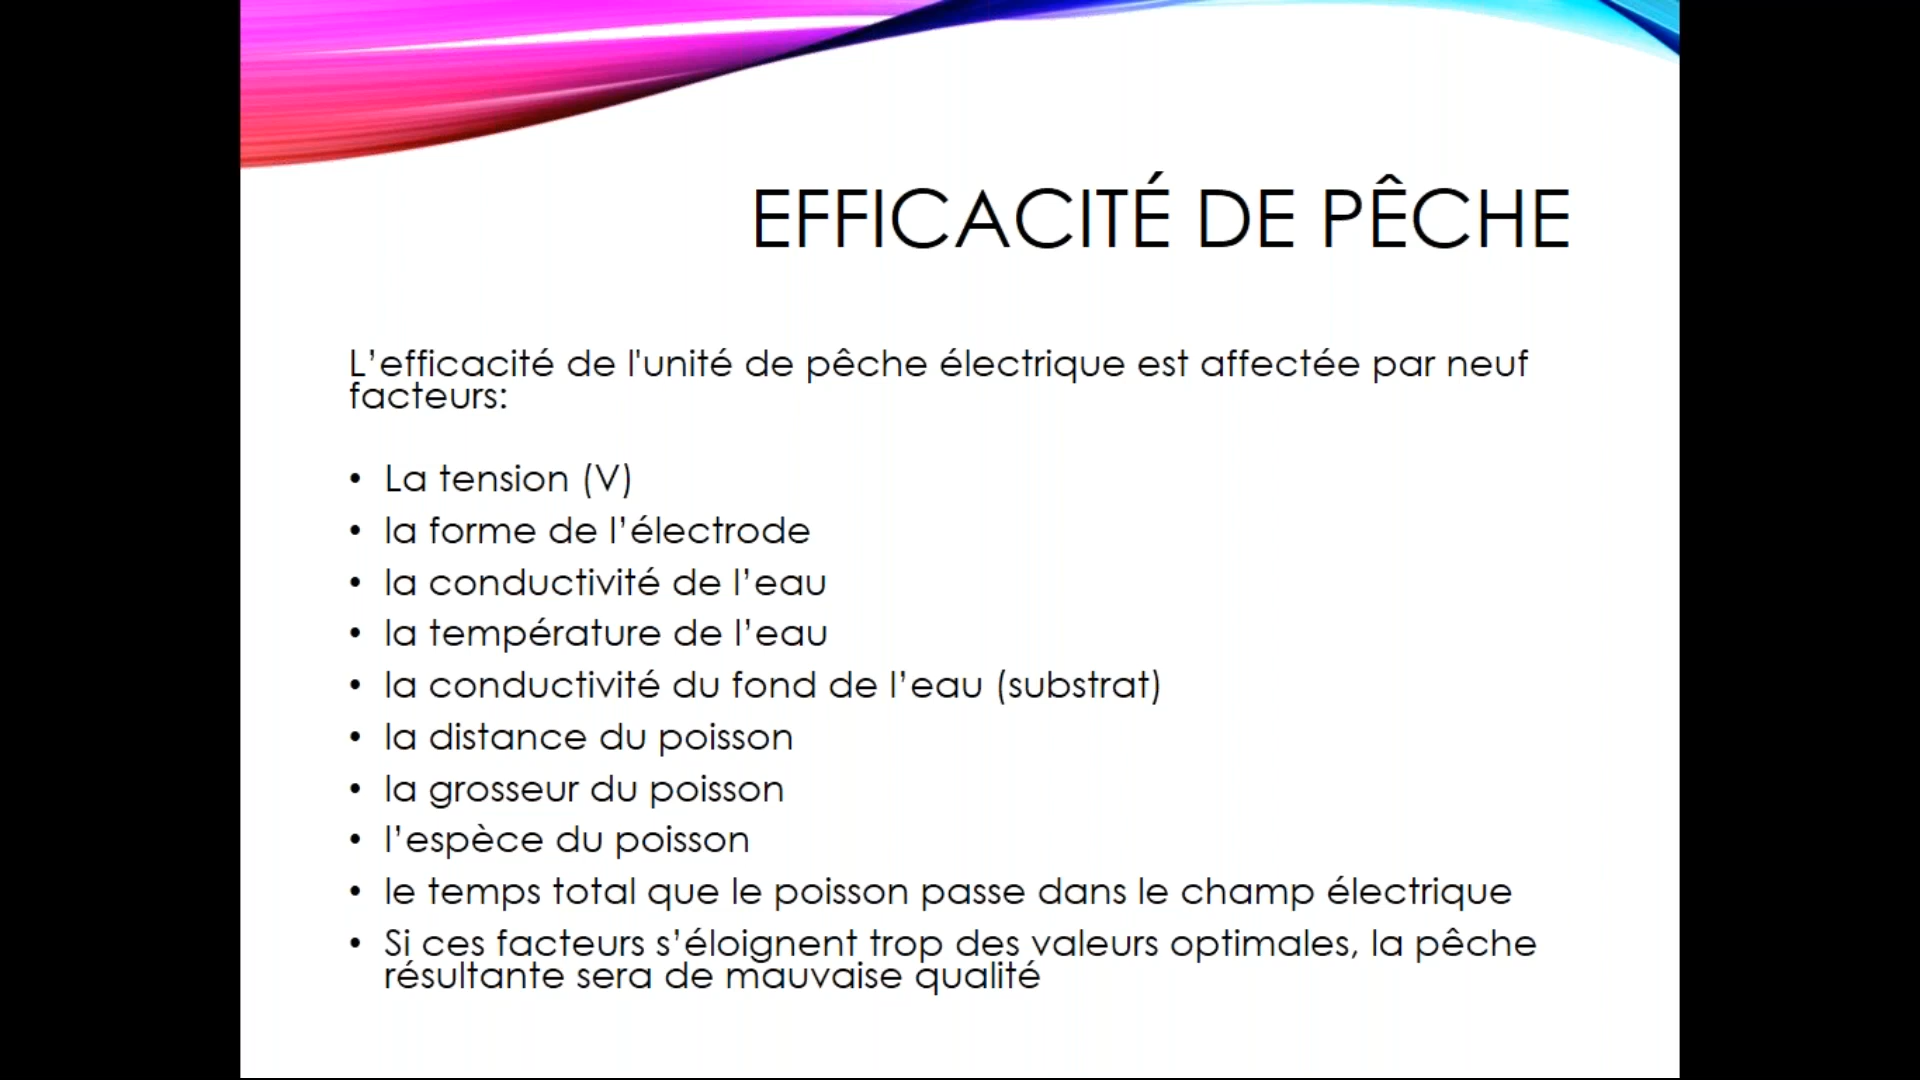 EFFICACITÉ DE PÊCHE
L’efficacité de l'unité de pêche électrique est affectée par neuf
facteurs:
• La tension (V)
• la forme de l’électrode
• la conductivité de l’eau
• la température de l’eau
• la conductivité du fond de l’eau (substrat)
• la distance du poisson
• la grosseur du poisson
• l’espèce du poisson
• le temps total que le poisson passe dans le champ électrique
• Si ces facteurs s’éloignent trop des valeurs optimales, la pêche
résultante sera de mauvaise qualité